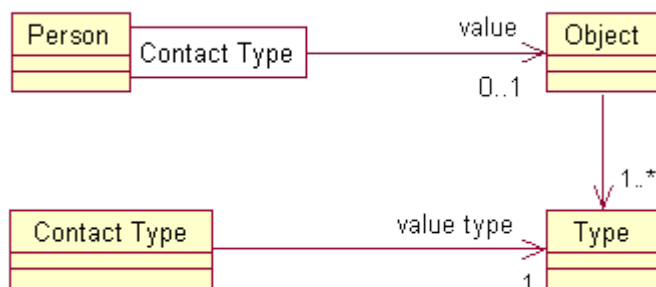 Person
Contact Type
value
0..1
Object
1..*
Contact Type
value type
1
Type